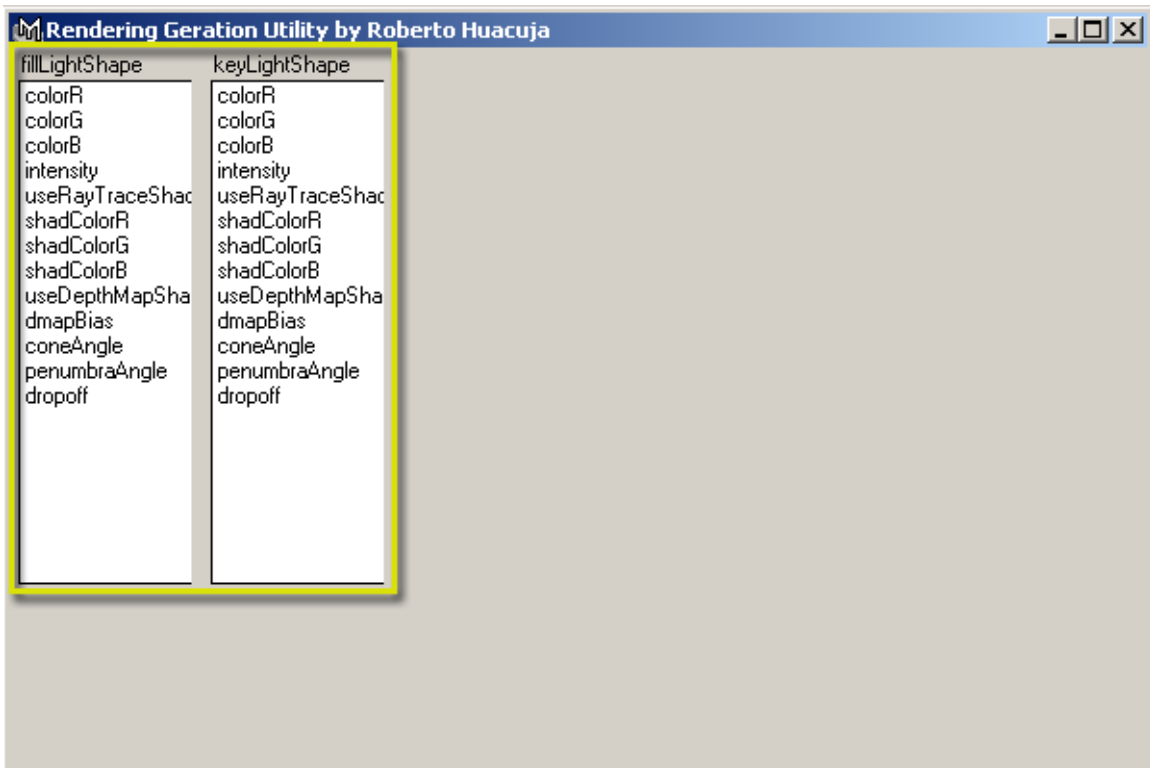 Rendering Geration Utility by Roberto Huacuja
fillLightShape
colorR
colorG
colorB
intensity
useRayTraceShad
shadColorR
shadColorG
shadColorB
useDepthMapSha
dmapBias
coneAngle
penumbraAngle
dropoff
keyLightShape
colorR
colorG
colorB
intensity
useRayTraceShad
shadColorR
shadColorG
shadColorB
useDepthMapSha
dmapBias
coneAngle
penumbraAngle
dropoff